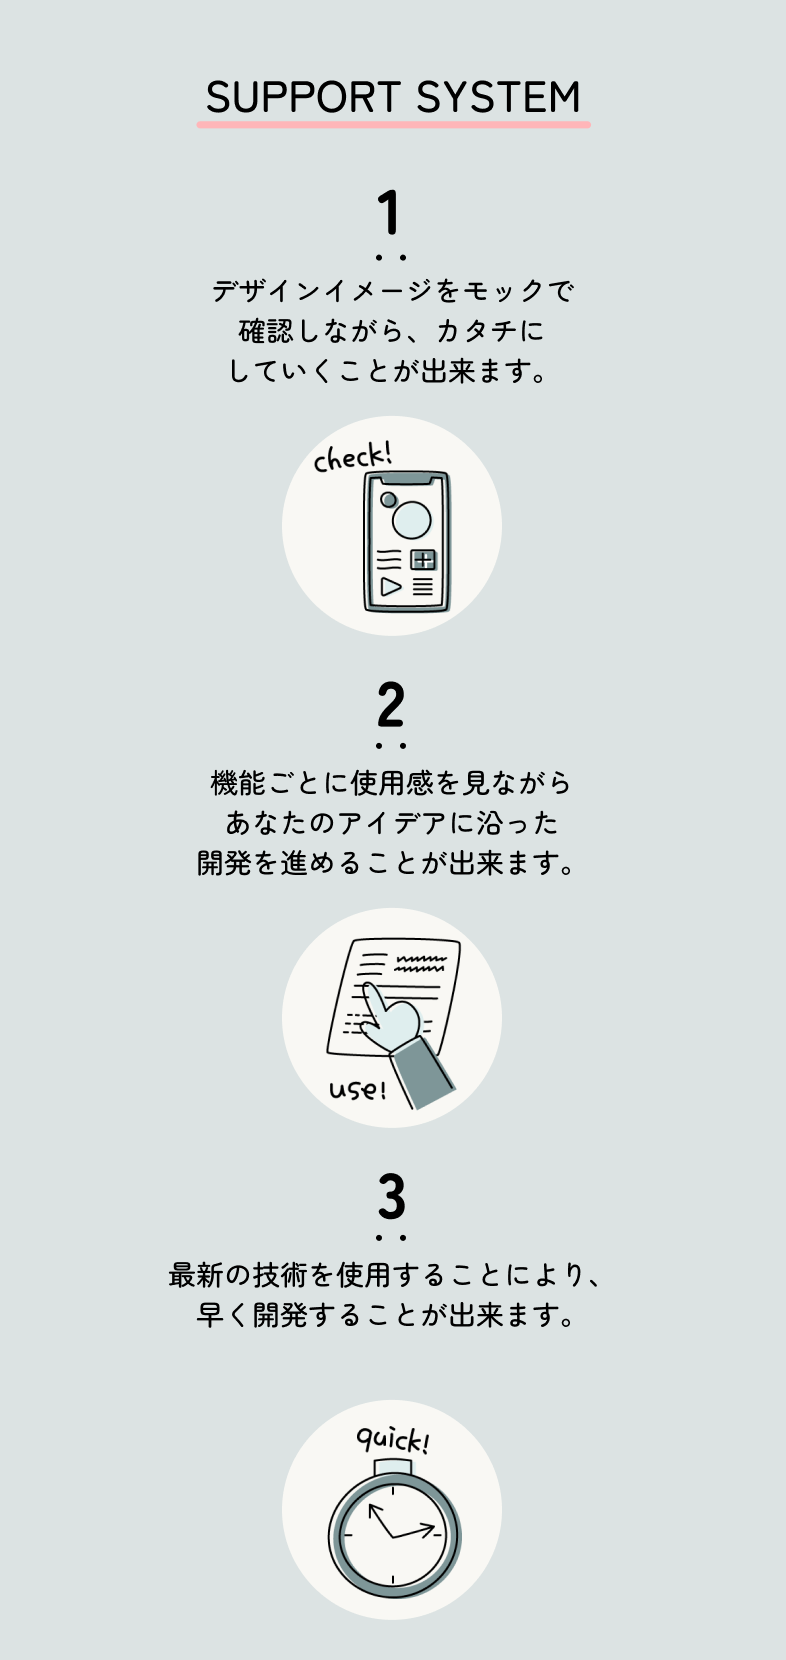 SUPPORT SYSTEM
1
デザインイメージをモックで
確認しながら、カタチに
していくことが出来ます。
check!
2
機能ごとに使用感を見ながら
あなたのアイデアに沿った
開発を進めることが出来ます。
use!
3
最新の技術を使用することにより、
早く開発することが出来ます。
quick!